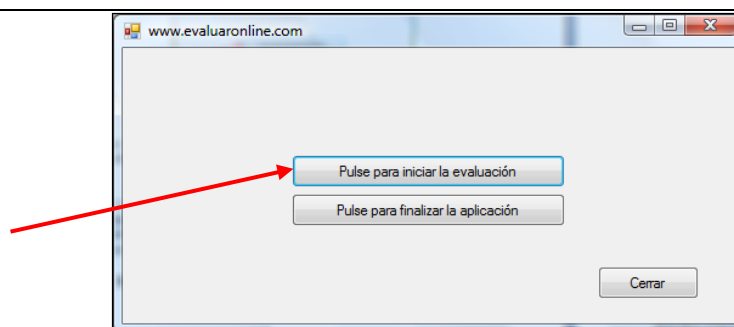 www.evaluaronline.com
Pulse para iniciar la evaluación
Pulse para finalizar la aplicación
Cerrar